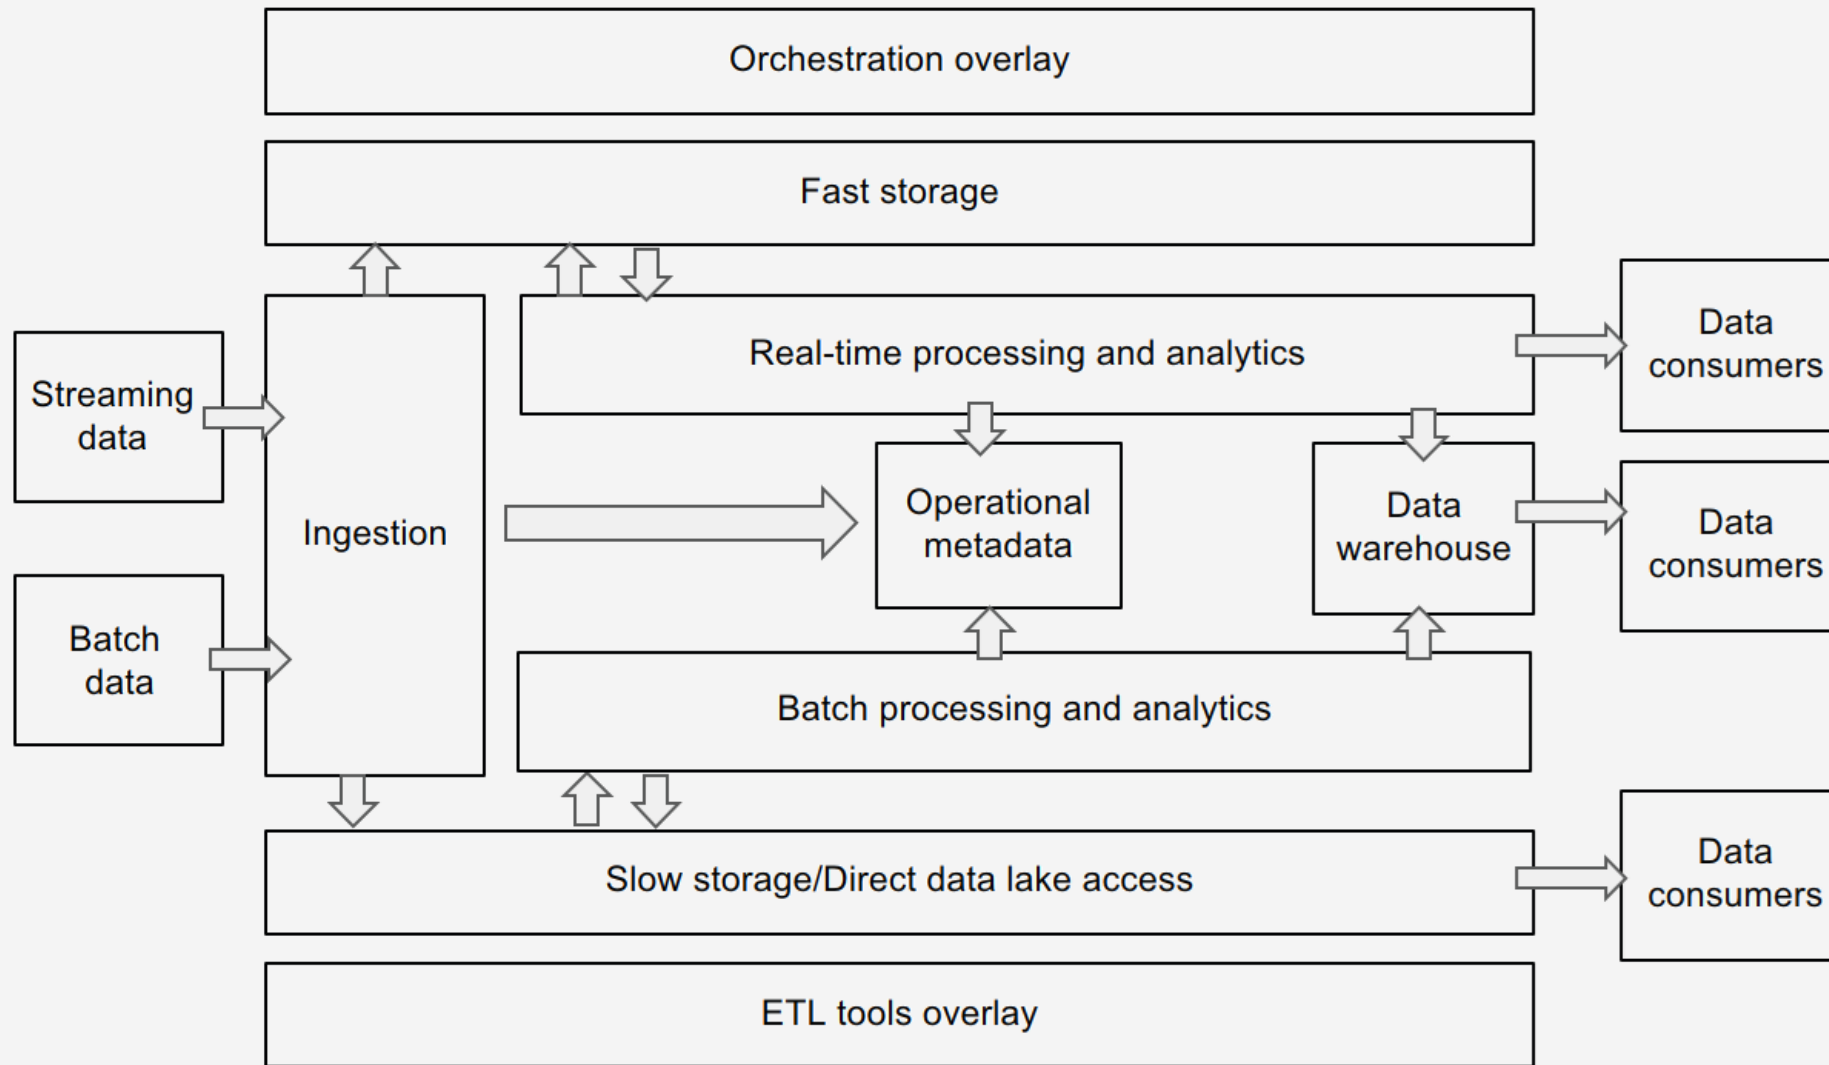 Orchestration overlay
Fast storage
Streaming
data
Batch
data
Ingestion
Real-time processing and analytics
Operational
metadata
Data
warehouse
Batch processing and analytics
Slow storage/Direct data lake access
ETL tools overlay
Data
consumers
Data
consumers
Data
consumers